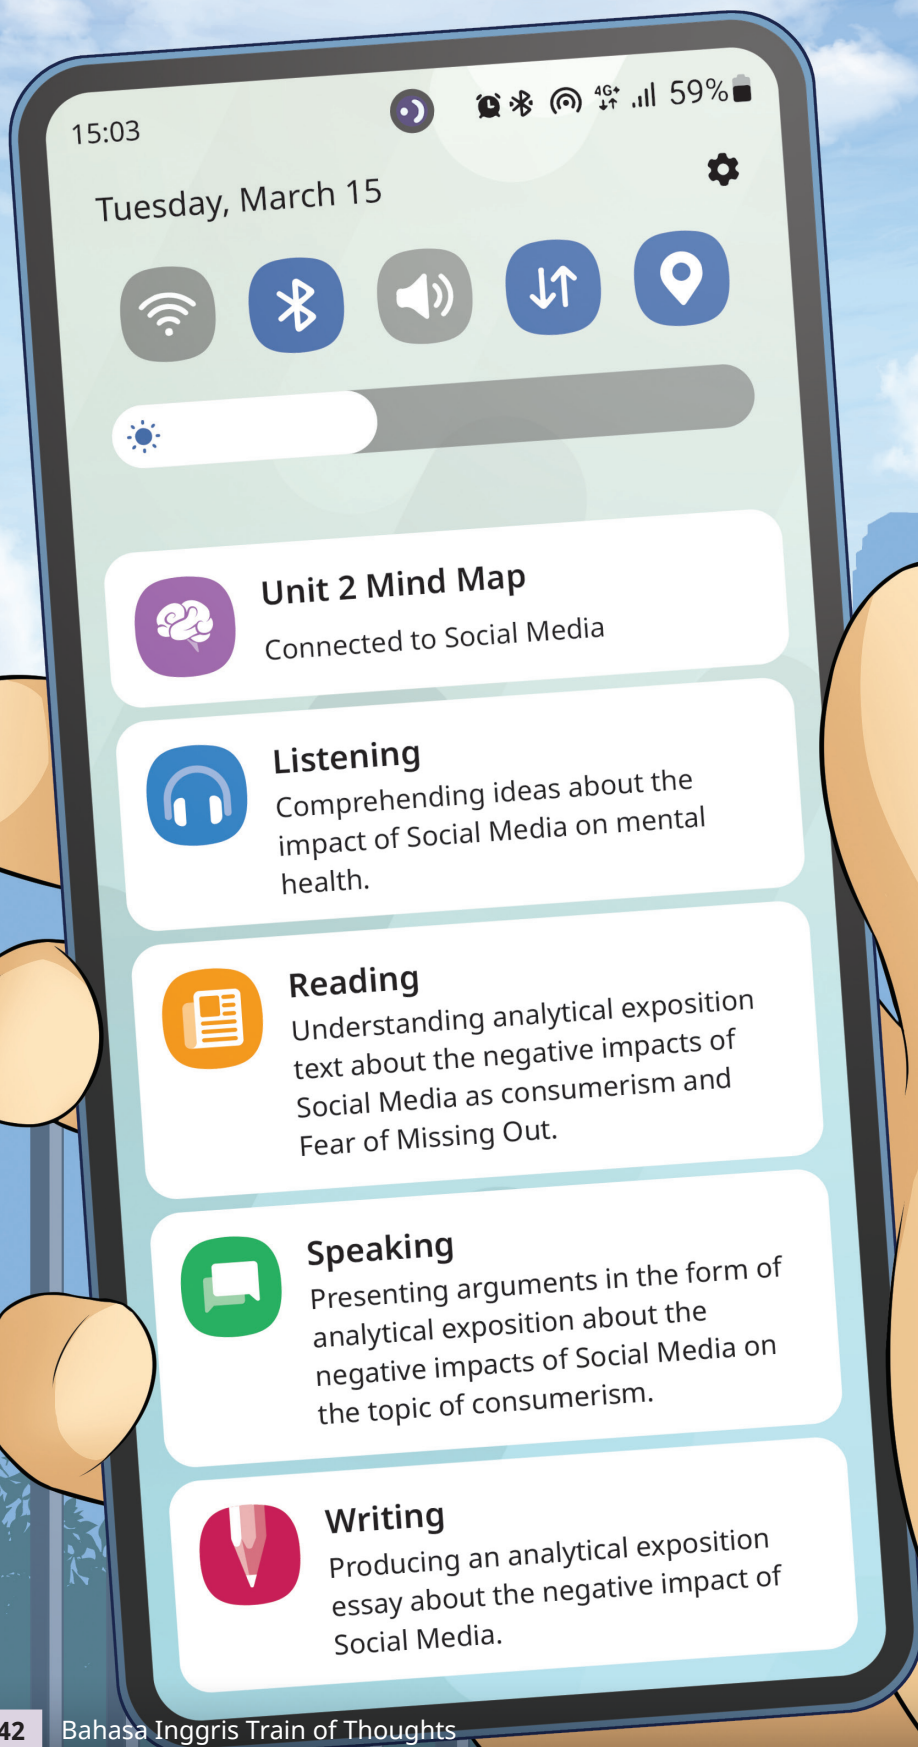 15:03
4G+
59%
Tuesday, March 15
Unit 2 Mind Map
Connected to Social Media
Listening
Comprehending ideas about the
impact of Social Media on mental
health.
Reading
Understanding analytical exposition
text about the negative impacts of
Social Media as consumerism and
Fear of Missing Out.
Speaking
Presenting arguments in the form of
analytical exposition about the
negative impacts of Social Media on
the topic of consumerism.
Writing
Producing an analytical exposition
essay about the negative impact of
Social Media.
42
Bahasa Inggris Train of Thoughts